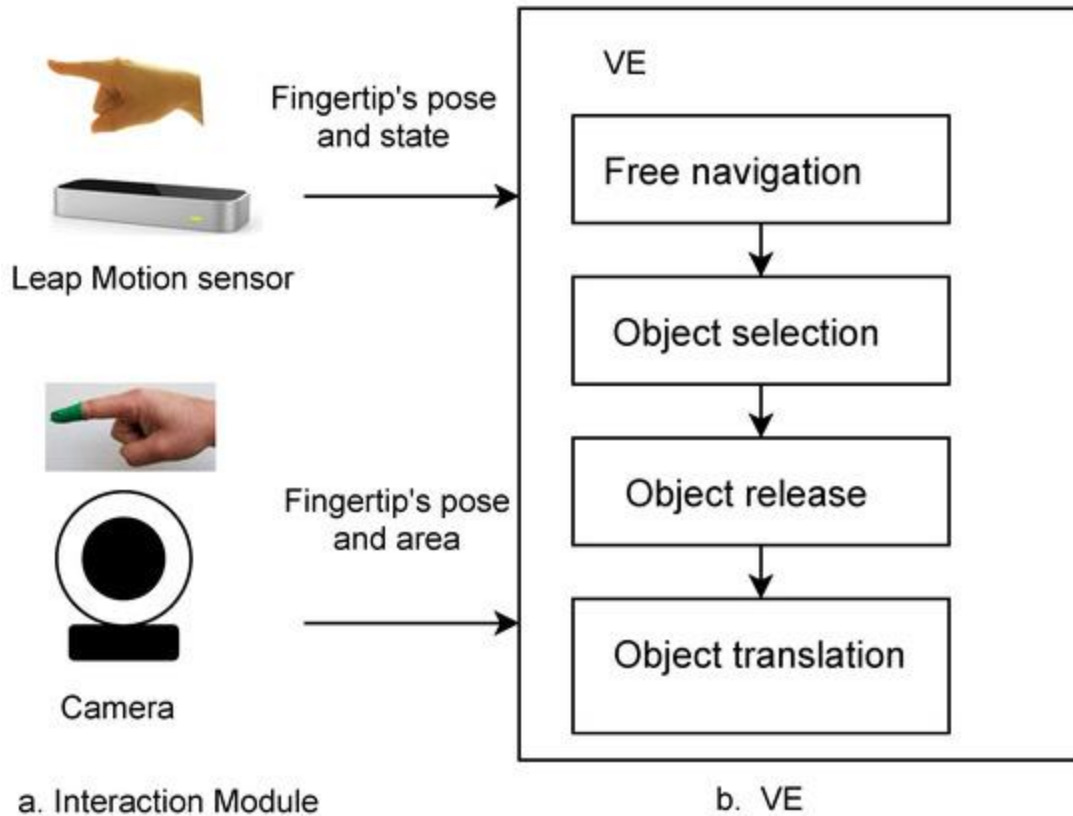 Fingertip's pose
and state
Leap Motion sensor
Fingertip's pose
and area
Camera
a. Interaction Module
VE
Free navigation
Object selection
Object release
Object translation
b. VE